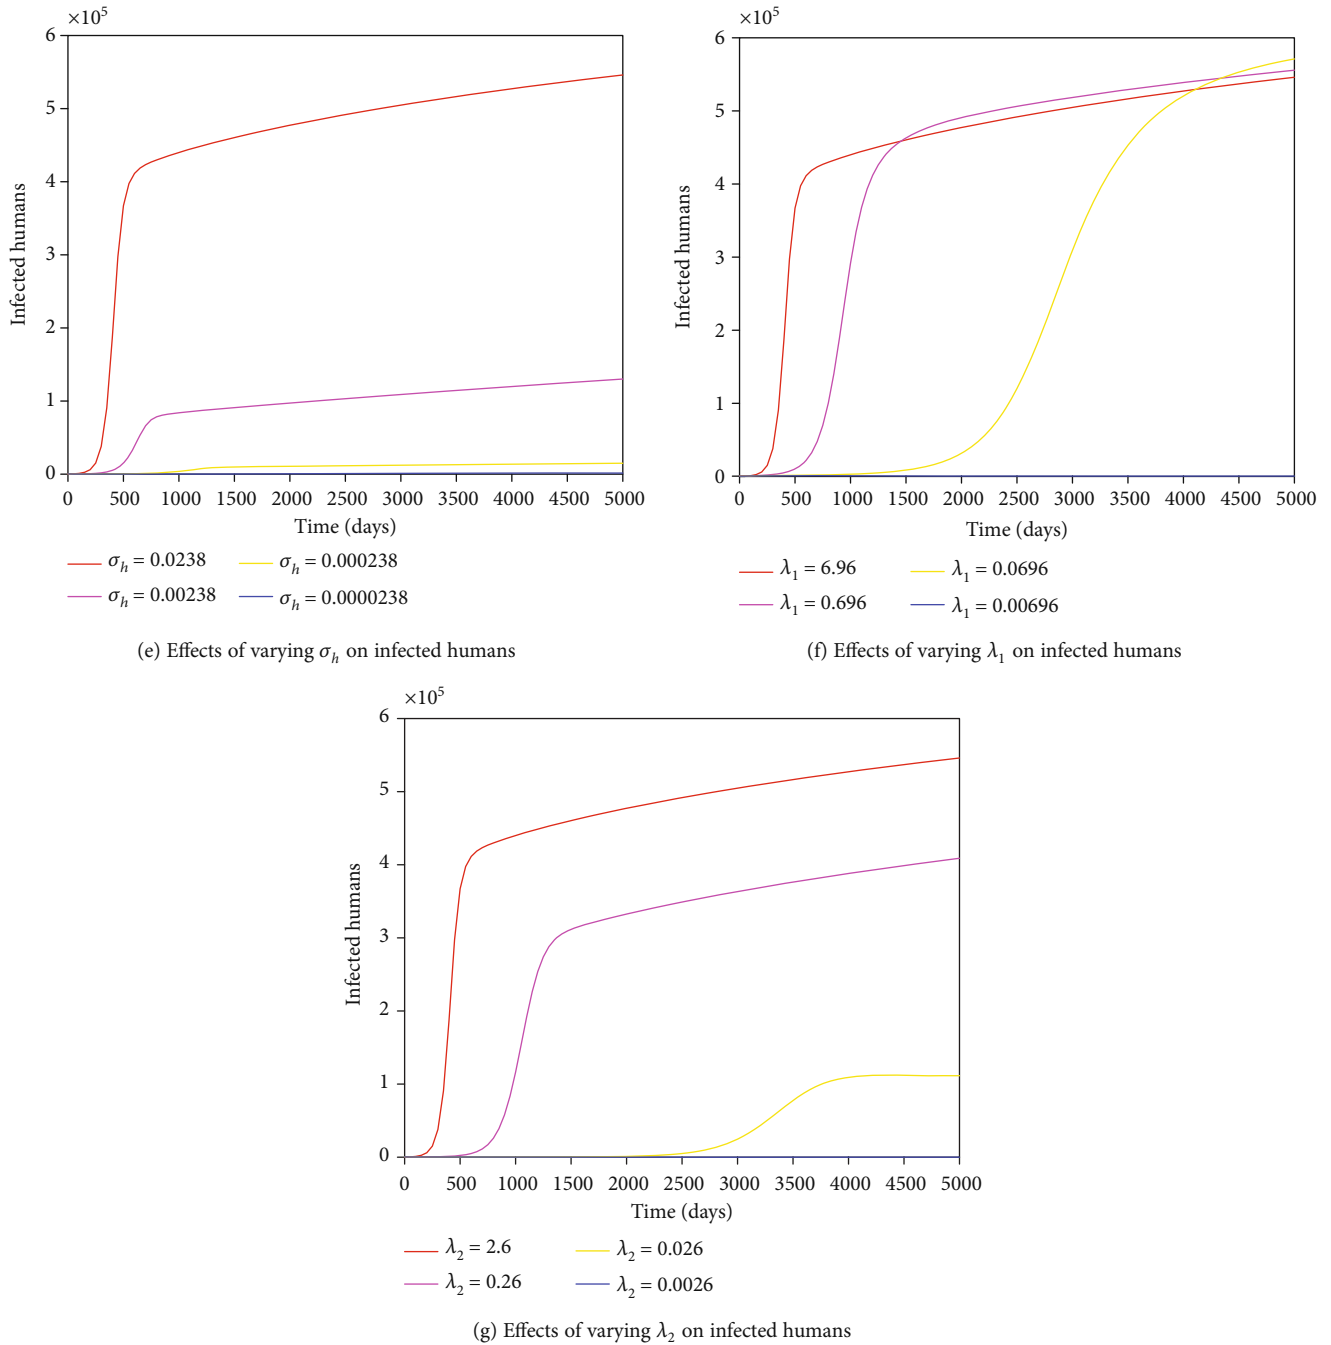 ×10⁵
6
5
4
3
2
1
0
Infected humans
0 500 1000 1500 2000 2500 3000 3500 4000 4500 5000
Time (days)
σₕ = 0.0238 σₕ = 0.000238
σₕ = 0.00238 σₕ = 0.0000238
(e) Effects of varying σₕ on infected humans
×10⁵
6
5
4
3
2
1
0
Infected humans
0 500 1000 1500 2000 2500 3000 3500 4000 4500 5000
Time (days)
λ₁ = 6.96 λ₁ = 0.0696
λ₁ = 0.696 λ₁ = 0.00696
(f) Effects of varying λ₁ on infected humans
×10⁵
6
5
4
3
2
1
0
Infected humans
0 500 1000 1500 2000 2500 3000 3500 4000 4500 5000
Time (days)
λ₂ = 2.6 λ₂ = 0.026
λ₂ = 0.26 λ₂ = 0.0026
(g) Effects of varying λ₂ on infected humans